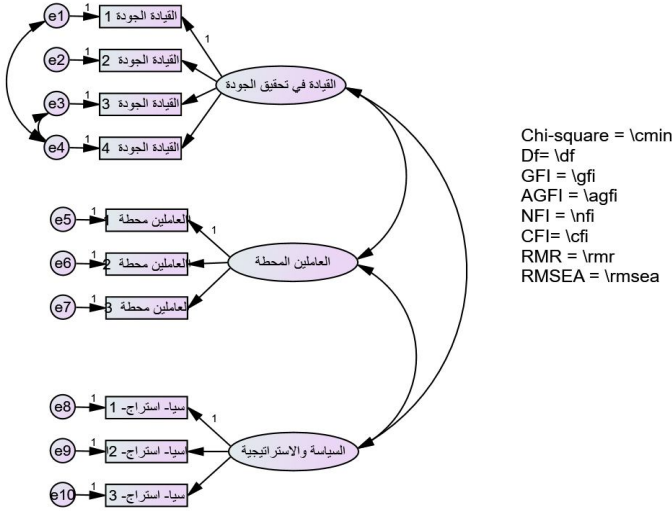 e1
1
القيادة الجودة 1
1
e2
1
القيادة الجودة 2
القيادة في تحقيق الجودة
e3
1
القيادة الجودة 3
e4
1
القيادة الجودة 4
e5
1
العاملين محطة 1
1
e6
1
العاملين محطة 2
العاملين المحطة
e7
1
العاملين محطة 3
e8
1
سيا- استراج- 1
1
e9
1
سيا- استراج- 2
السياسة والاستراتيجية
e10
1
سيا- استراج- 3
Chi-square = \cmin
Df= \df
GFI = \gfi
AGFI = \agfi
NFI = \nfi
CFI= \cfi
RMR = \rmr
RMSEA = \rmsea